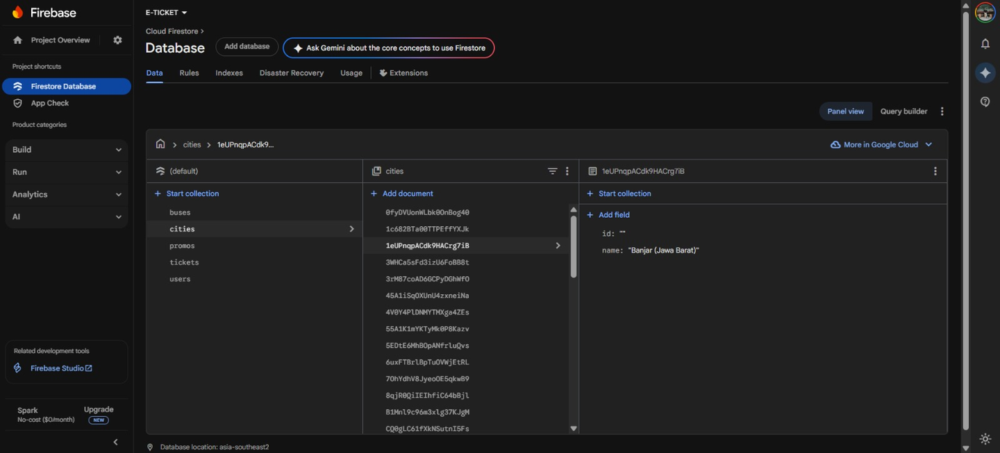 Firebase
Project Overview
Project shortcuts
Firestore Database
App Check
Product categories
Build
Run
Analytics
AI
Related development tools
Firebase Studio
Spark
No-cost ($0/month)
Upgrade
NEW
E-TICKET
Cloud Firestore
Database
Add database
Ask Gemini about the core concepts to use Firestore
Data Rules Indexes Disaster Recovery Usage Extensions
Panel view Query builder
cities 1eUPnqpACdk9...
More in Google Cloud
(default)
+ Start collection
buses
cities
promos
tickets
users
cities
+ Add document
0fyDVUonWLbk0OnBog40
1c682BTa00TTPEffYXJk
1eUPnqpACdk9HACrg7iB
3WHCa5sFd3izU6FoBB8t
3rM87coAD6GCPyDGhWfO
45A1iSqOXUnU4zxneiNa
4V0Y4PlDNMYTMXga4ZEs
55A1K1mYKTyMk0P8Kazv
5EDtE6MhBOpANfrluQvs
6uxFTBrlBpTuOVWjEtRL
7OhYdhV8JyeoOE5qkwB9
8qjR0QiIEIhfiC64bBjl
B1Mnl9c96m3xlg37KJgM
CQ0gLC61fXkNSutnI5Fs
1eUPnqpACdk9HACrg7iB
+ Start collection
+ Add field
id: ""
name: "Banjar (Jawa Barat)"
Database location: asia-southeast2